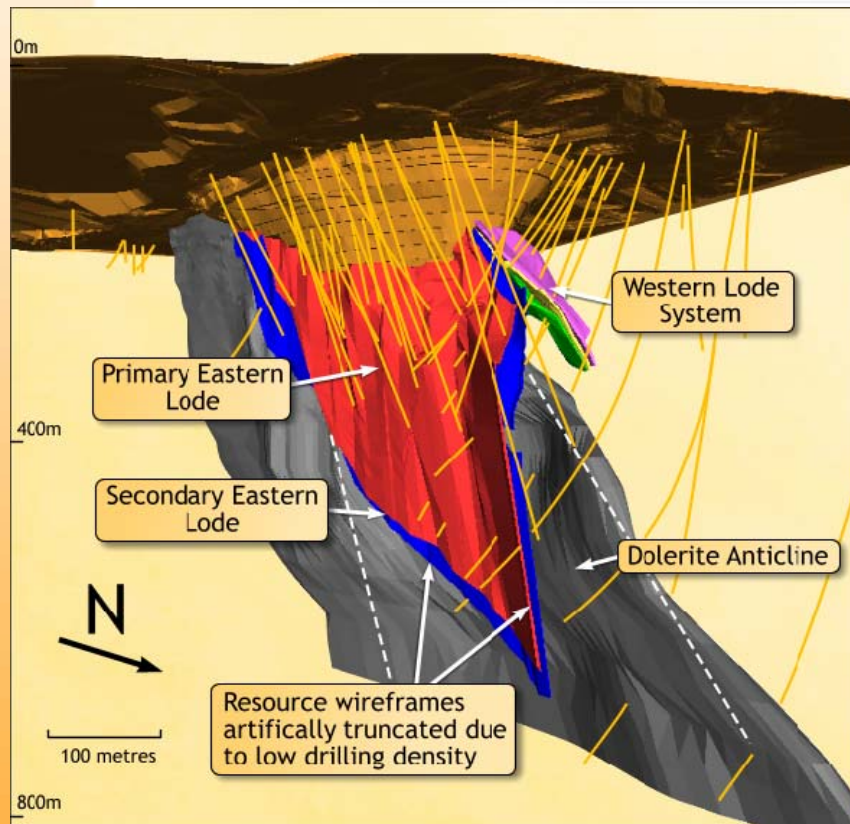 0m
Western Lode
System
Primary Eastern
Lode
400m
Secondary Eastern
Lode
Dolerite Anticline
N
Resource wireframes
artifically truncated due
to low drilling density
100 metres
800m